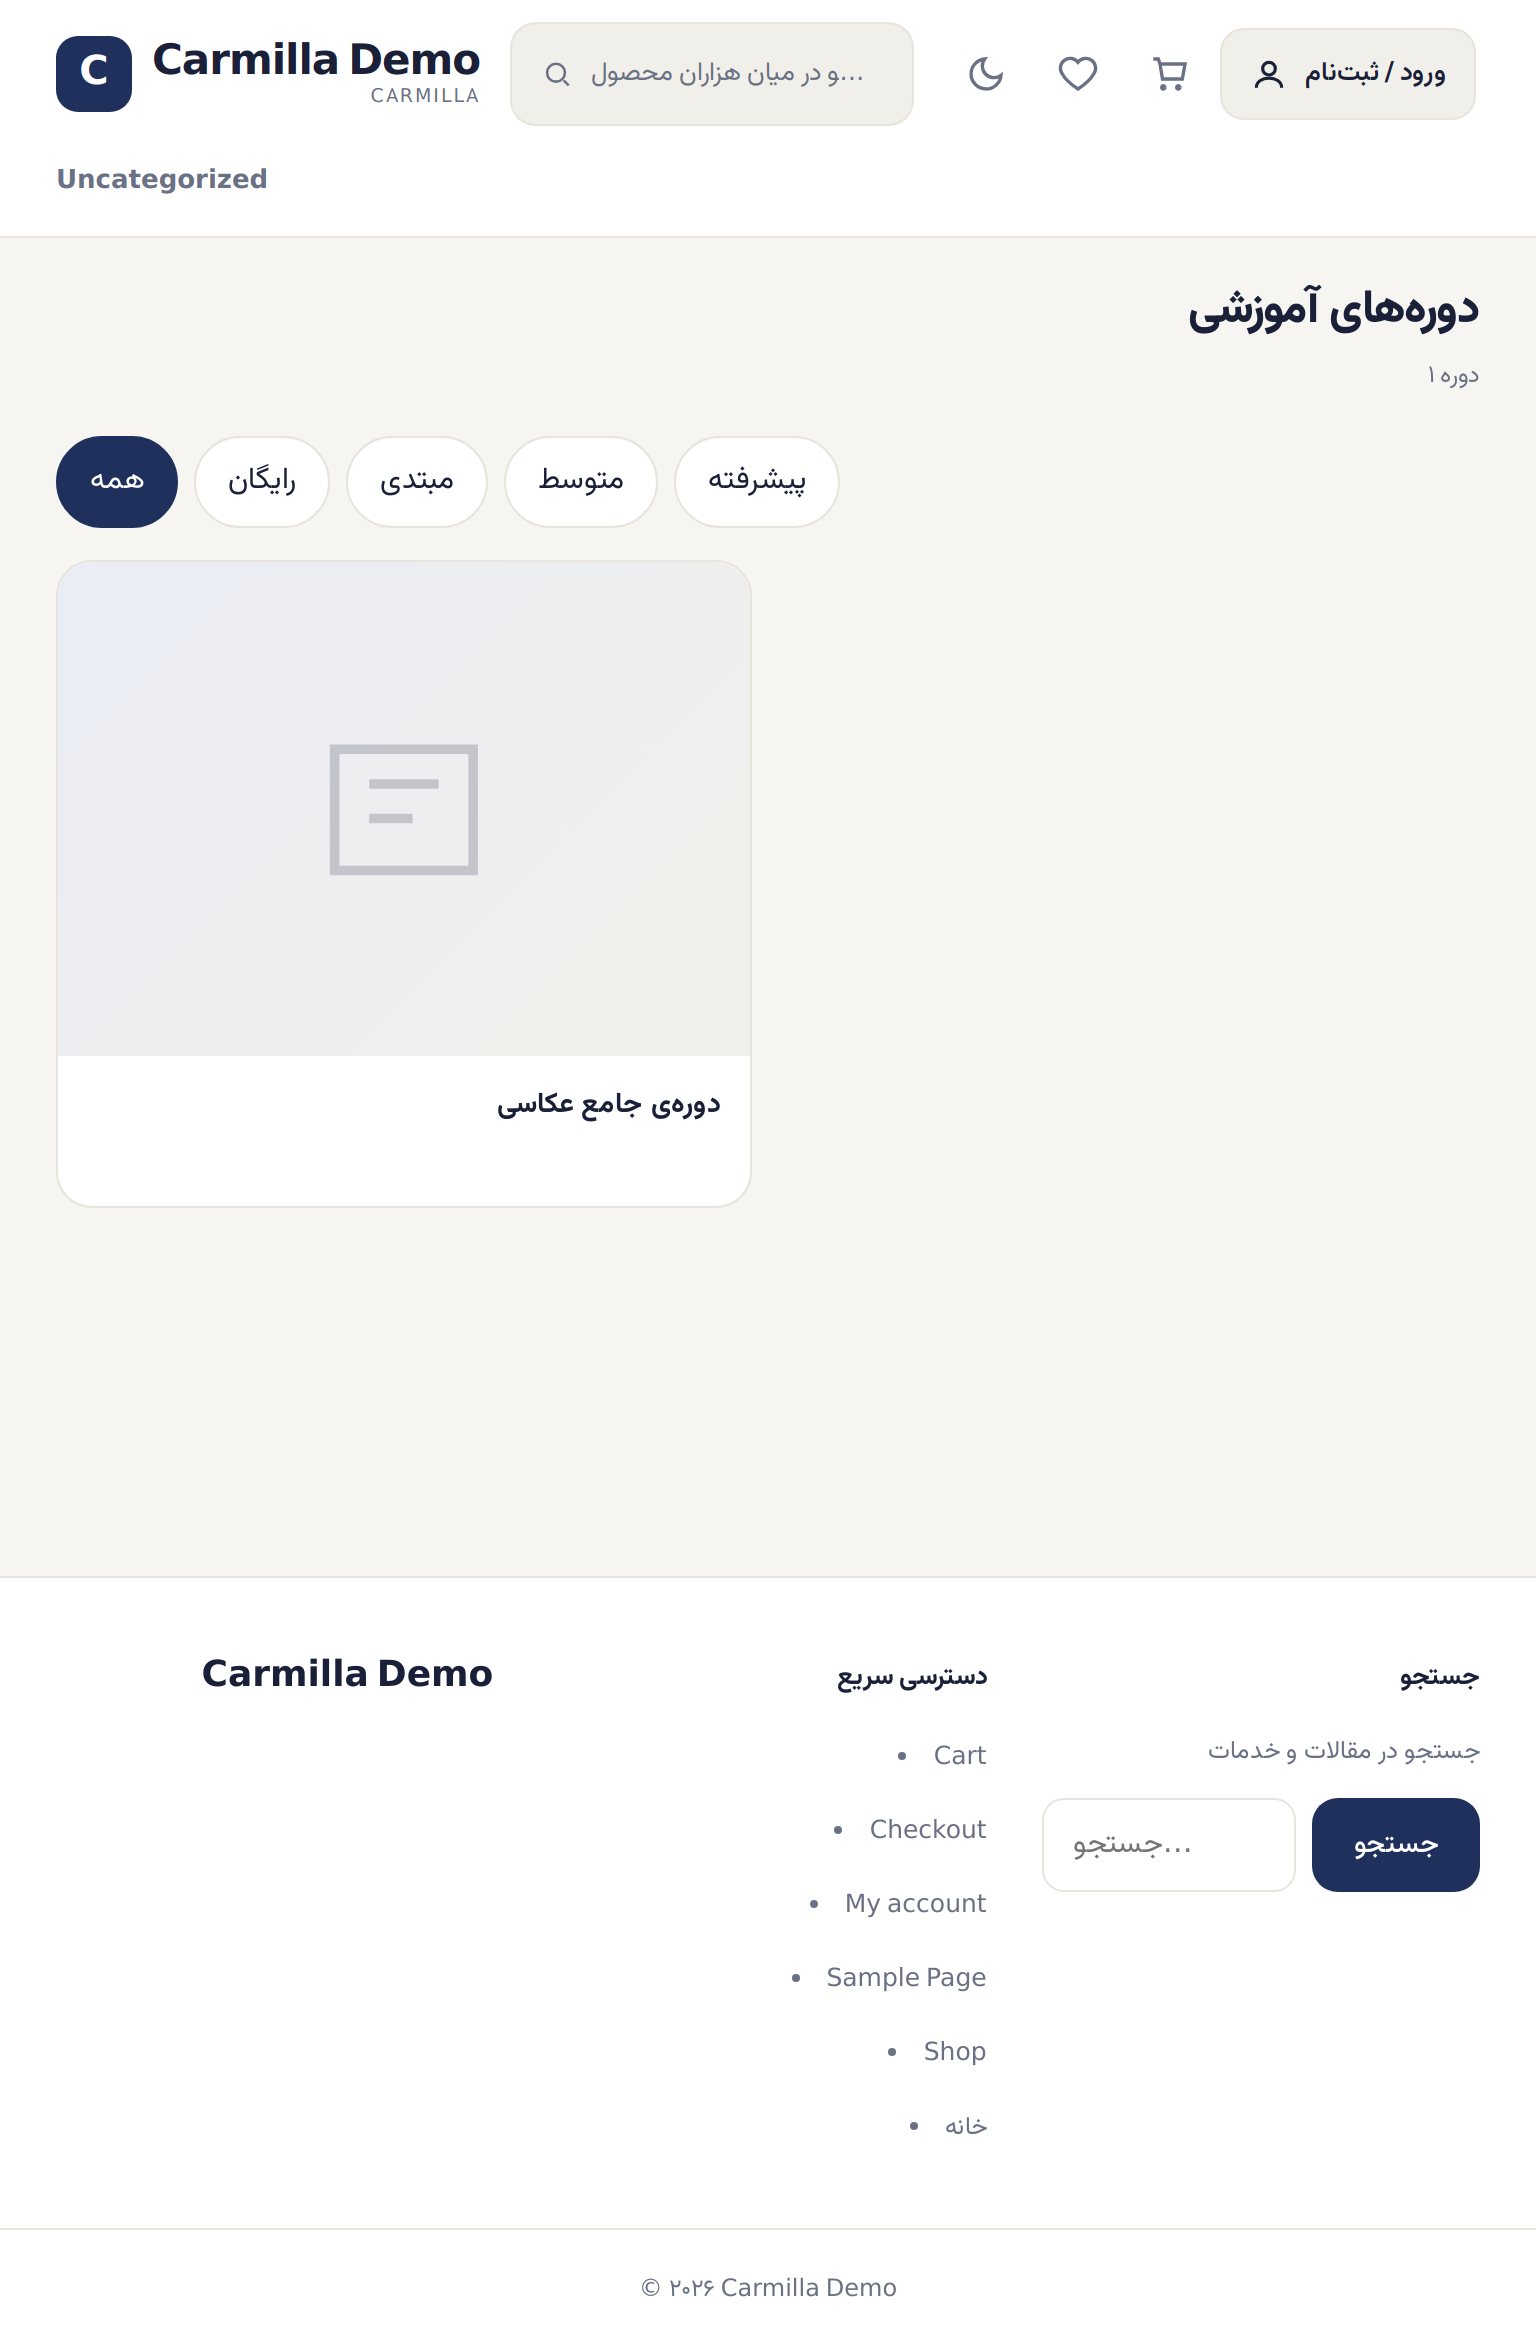 C
Carmilla Demo
CARMILLA
...و در میان هزاران محصول
ورود / ثبت‌نام
Uncategorized
دوره‌های آموزشی
دوره ۱
همه
رایگان
مبتدی
متوسط
پیشرفته
دوره‌ی جامع عکاسی
Carmilla Demo
دسترسی سریع
Cart
Checkout
My account
Sample Page
Shop
خانه
جستجو
جستجو در مقالات و خدمات
جستجو...
جستجو
© ۲۰۲۶ Carmilla Demo